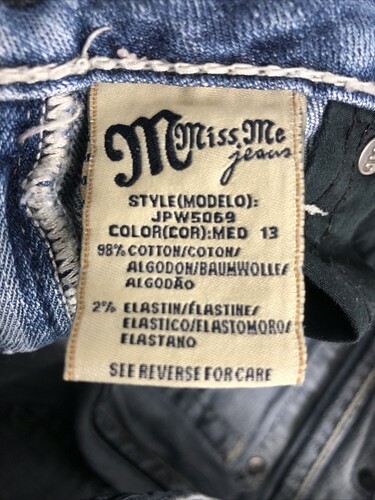 Miss Me
jeans
STYLE(MODELO):
JPW5069
COLOR(COR):MED 13
98% COTTON/COTON/
ALGODON/BAUMWOLLE/
ALGODÃO
2% ELASTIN/ÉLASTINE/
ELASTICO/ELASTOMORO/
ELASTANO
SEE REVERSE FOR CARE